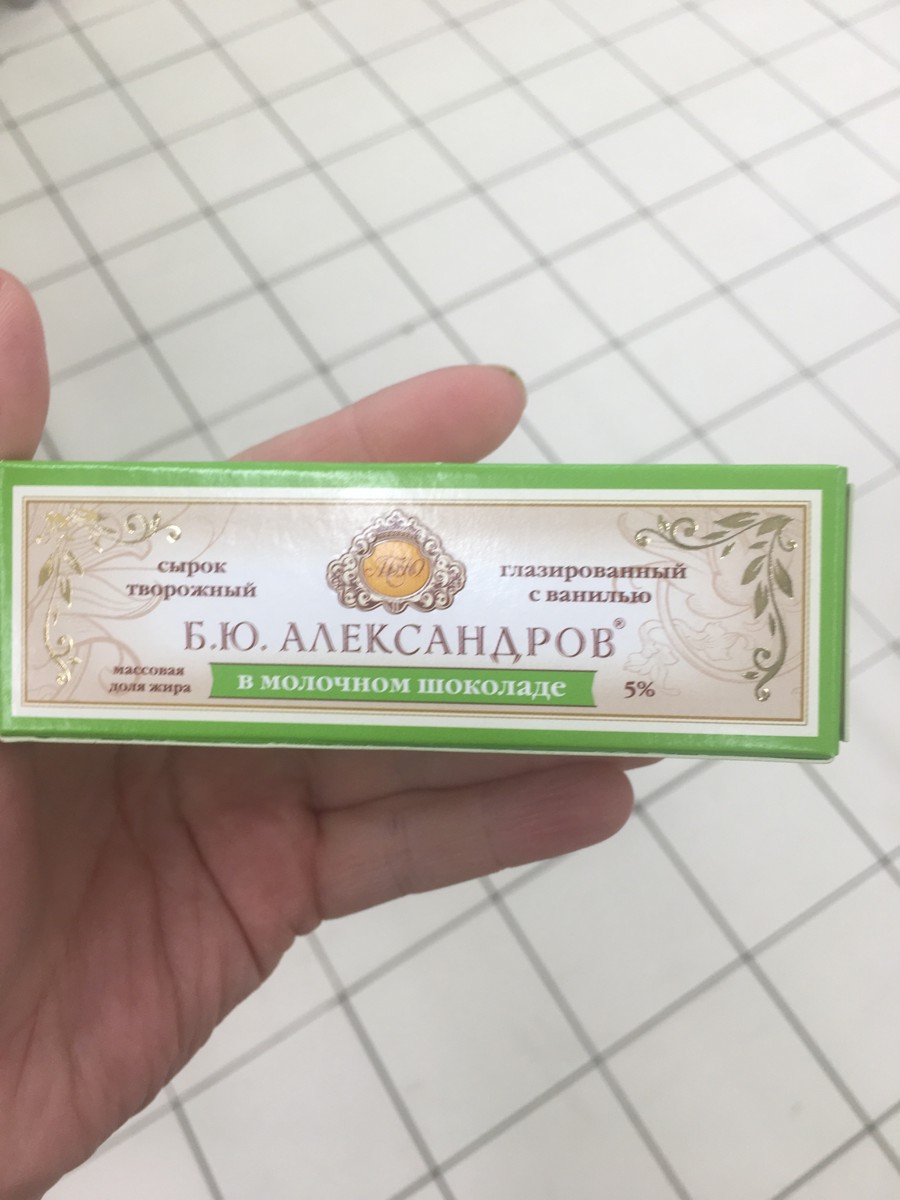 сырок
творожный
глазированный
с ванилью
Б.Ю. АЛЕКСАНДРОВ®
массовая
доля жира
в молочном шоколаде
5%